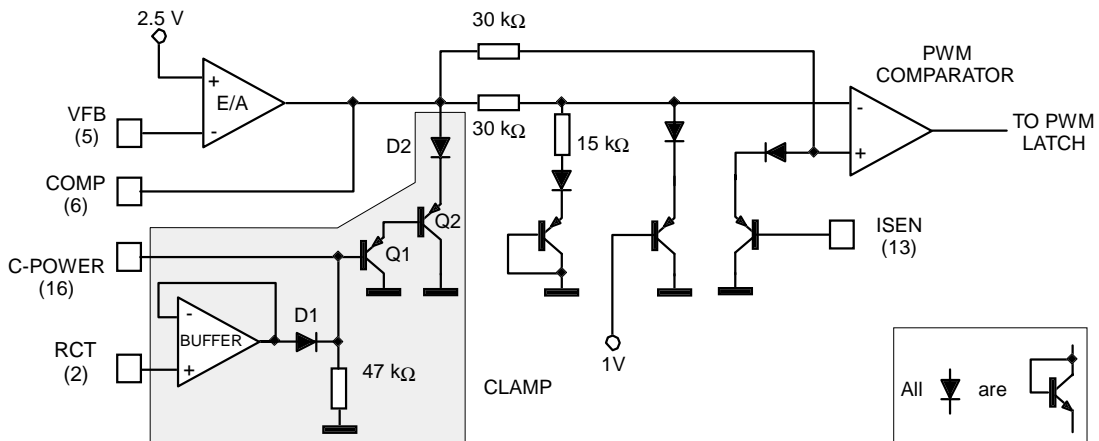 2.5 V
30 kΩ
PWM
COMPARATOR
+
E/A
-
VFB
(5)
30 kΩ
-
+
TO PWM
LATCH
D2
15 kΩ
COMP
(6)
Q2
ISEN
(13)
C-POWER
(16)
Q1
-
BUFFER
+
D1
RCT
(2)
47 kΩ
CLAMP
1V
All are